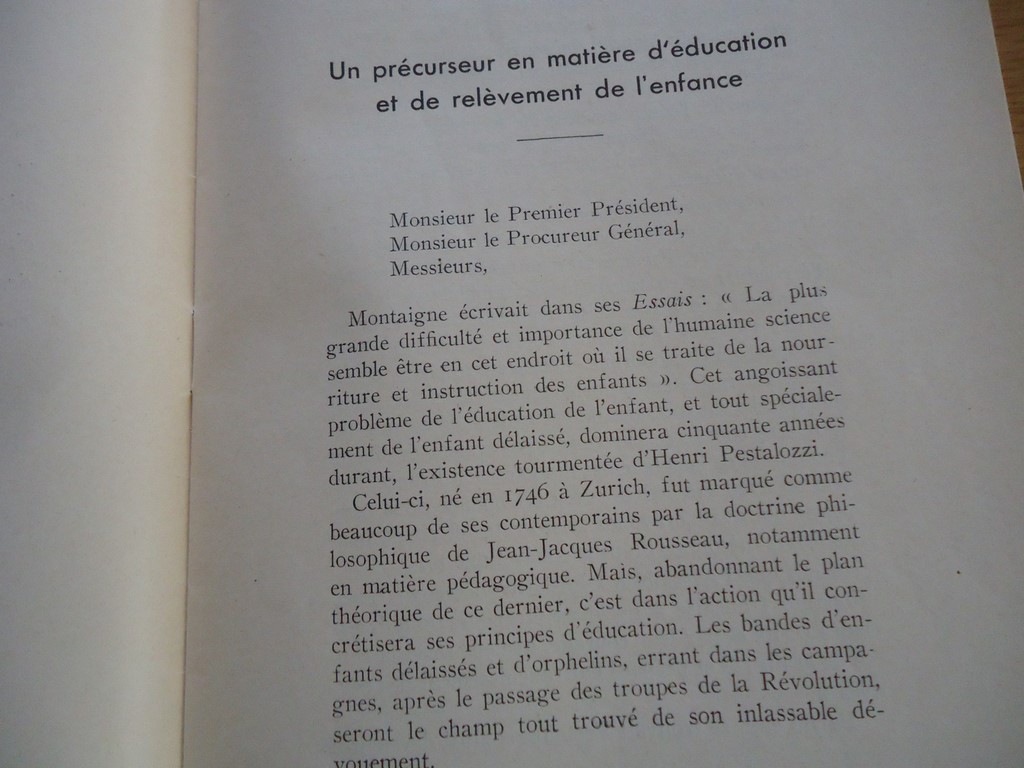 Un précurseur en matière d'éducation
et de relèvement de l'enfance
Monsieur le Premier Président,
Monsieur le Procureur Général,
Messieurs,
Montaigne écrivait dans ses Essais : « La plus
grande difficulté et importance de l'humaine science
semble être en cet endroit où il se traite de la nour-
riture et instruction des enfants ». Cet angoissant
problème de l'éducation de l'enfant, et tout spéciale-
ment de l'enfant délaissé, dominera cinquante années
durant, l'existence tourmentée d'Henri Pestalozzi.
Celui-ci, né en 1746 à Zurich, fut marqué comme
beaucoup de ses contemporains par la doctrine phi-
losophique de Jean-Jacques Rousseau, notamment
en matière pédagogique. Mais, abandonnant le plan
théorique de ce dernier, c'est dans l'action qu'il con-
crétisera ses principes d'éducation. Les bandes d'en-
fants délaissés et d'orphelins, errant dans les campa-
gnes, après le passage des troupes de la Révolution,
seront le champ tout trouvé de son inlassable dé-
vouement.